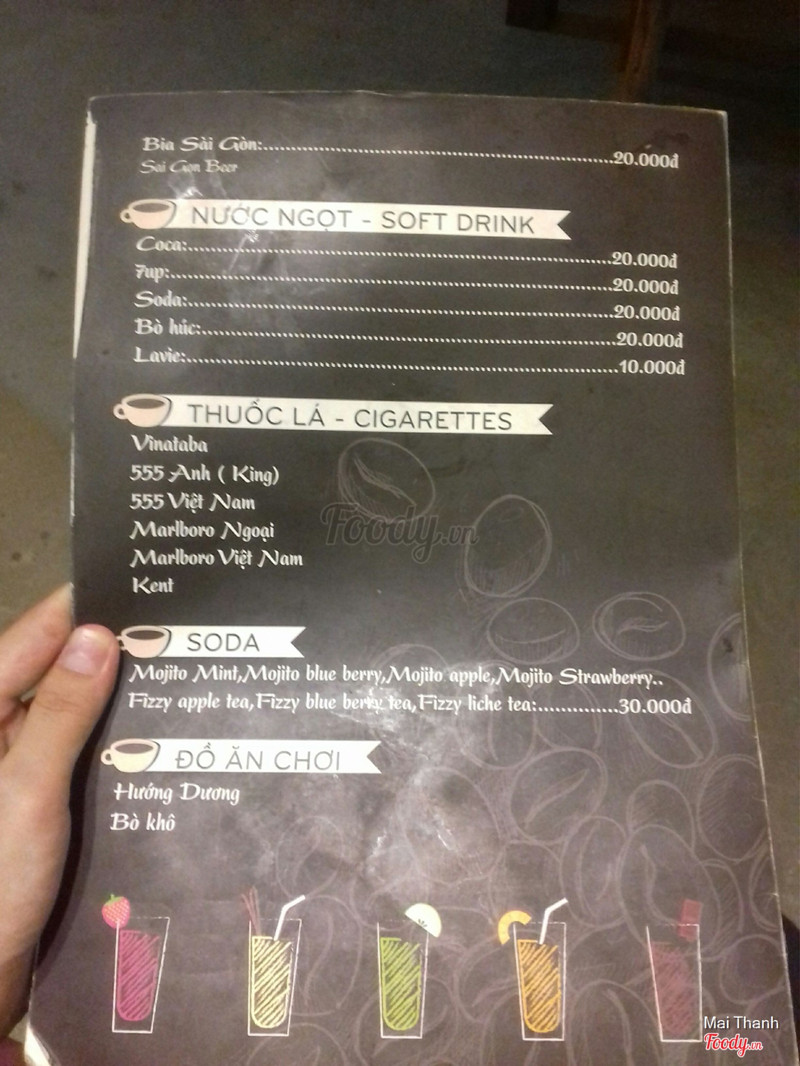 Bia Sài Gòn:................................................20.000đ
Sai Gon Beer
NƯỚC NGỌT - SOFT DRINK
Coca:................................................20.000đ
7up:................................................20.000đ
Soda:................................................20.000đ
Bò húc:................................................20.000đ
Lavie:................................................10.000đ
THUỐC LÁ - CIGARETTES
Vinataba
555 Anh ( King)
555 Việt Nam
Marlboro Ngoại
Marlboro Việt Nam
Kent
Foody.vn
SODA
Mojito Mint,Mojito blue berry,Mojito apple,Mojito Strawberry..
Fizzy apple tea,Fizzy blue berry tea,Fizzy liche tea:..............30.000đ
ĐỒ ĂN CHƠI
Hướng Dương
Bò khô
Mai Thanh
Foody.vn